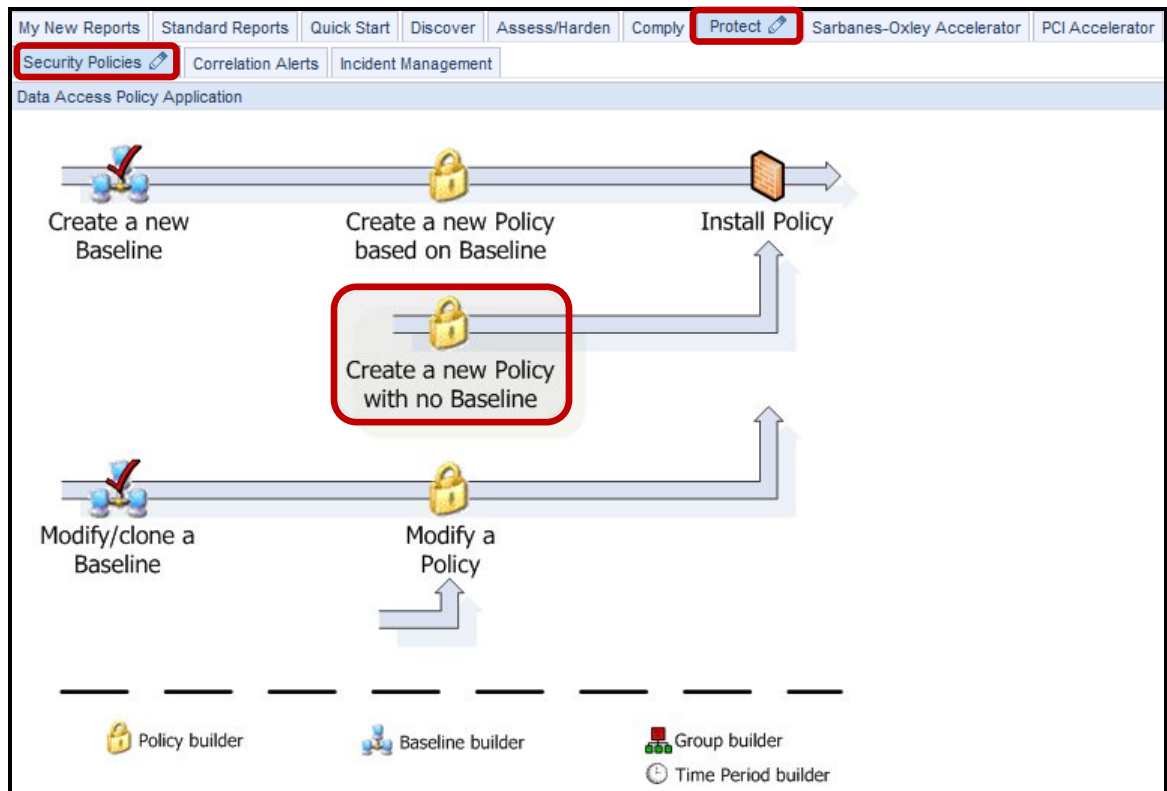 My New Reports Standard Reports Quick Start Discover Assess/Harden Comply Protect Sarbanes-Oxley Accelerator PCI Accelerator
Security Policies Correlation Alerts Incident Management
Data Access Policy Application
Create a new
Baseline
Create a new Policy
based on Baseline
Install Policy
Create a new Policy
with no Baseline
Modify/clone a
Baseline
Modify a
Policy
Policy builder
Baseline builder
Group builder
Time Period builder